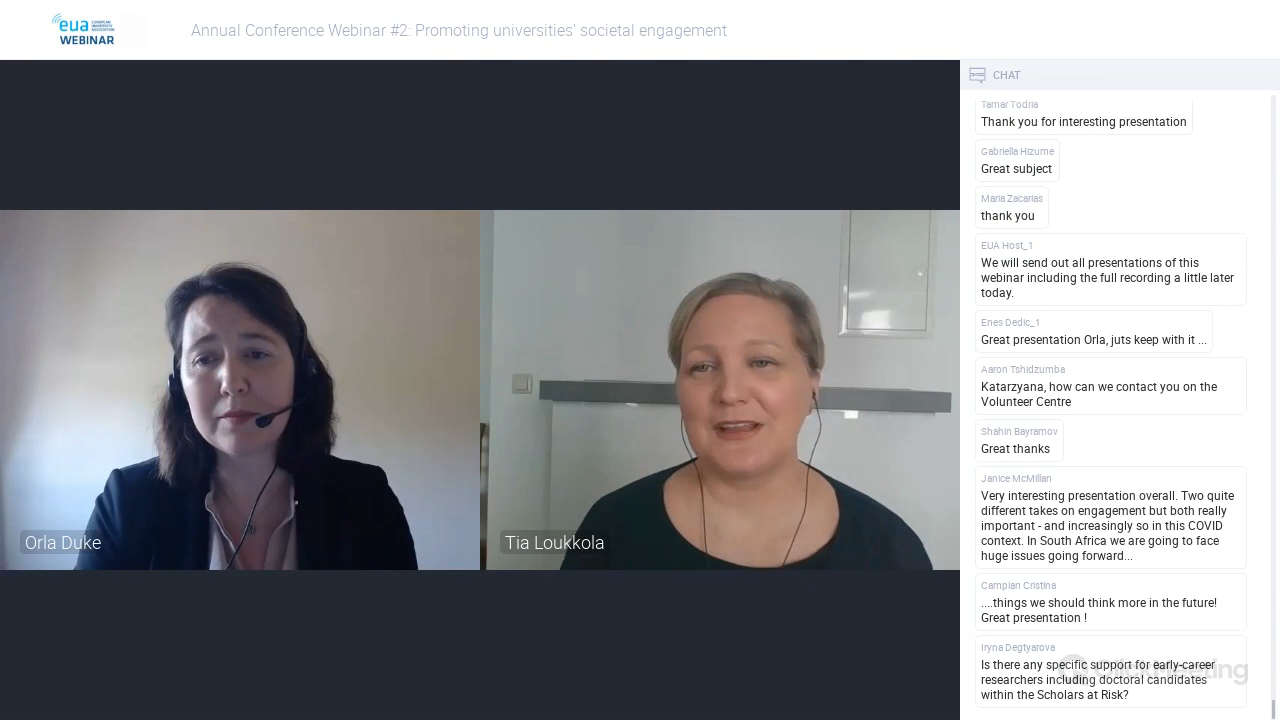 eua EUROPEAN UNIVERSITY ASSOCIATION
WEBINAR
Annual Conference Webinar #2: Promoting universities' societal engagement
CHAT
Tamar Todria
Thank you for interesting presentation
Gabriella Hizume
Great subject
Maria Zacarias
thank you
EUA Host_1
We will send out all presentations of this
webinar including the full recording a little later
today.
Enes Dedic_1
Great presentation Orla, juts keep with it ...
Aaron Tshidzumba
Katarzyna, how can we contact you on the
Volunteer Centre
Shahin Bayramov
Great thanks
Janice McMillan
Very interesting presentation overall. Two quite
different takes on engagement but both really
important - and increasingly so in this COVID
context. In South Africa we are going to face
huge issues going forward...
Campian Cristina
....things we should think more in the future!
Great presentation !
Iryna Degtyarova
Is there any specific support for early-career
researchers including doctoral candidates
within the Scholars at Risk?
ClickMeeting
Orla Duke
Tia Loukkola